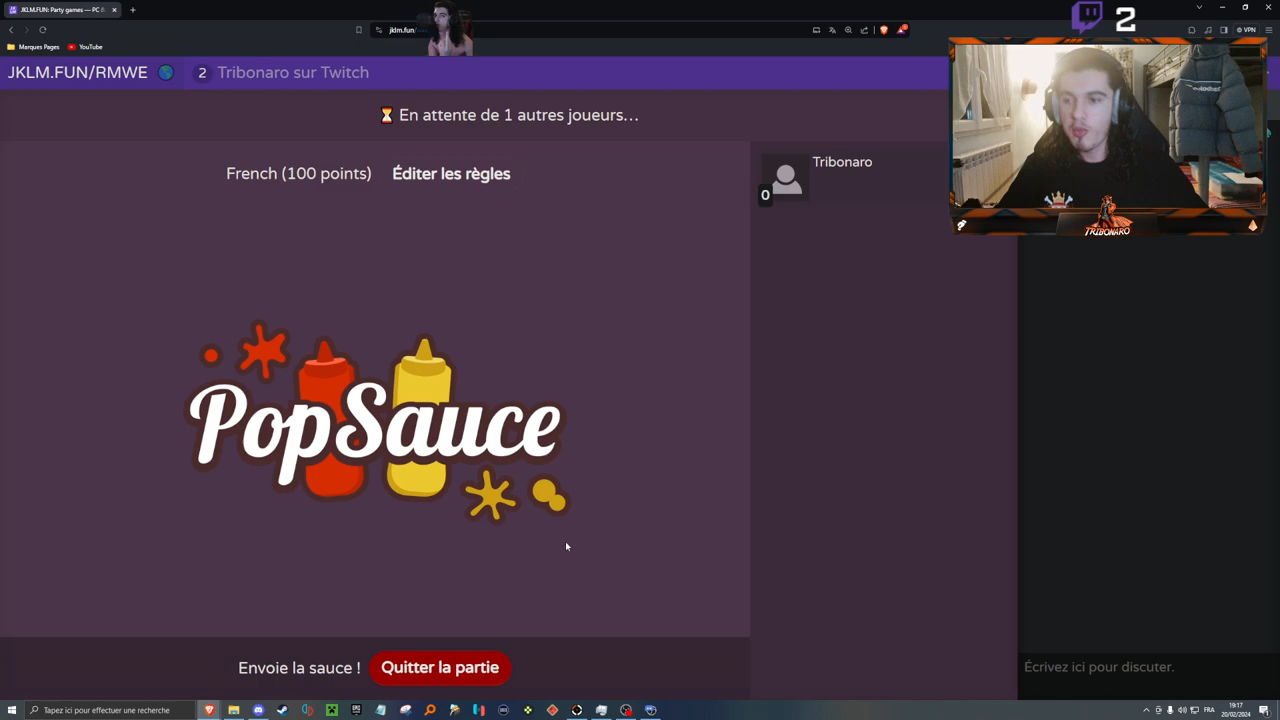 JKLM.FUN: Party games — PC &
jklm.fun/
VPN
2
Marques Pages
YouTube
JKLM.FUN/RMWE
2 Tribonaro sur Twitch
⏳ En attente de 1 autres joueurs…
French (100 points) Éditer les règles
Tribonaro
0
TRIBONARO
PopSauce
Envoie la sauce ! Quitter la partie
Écrivez ici pour discuter.
Tapez ici pour effectuer une recherche
FRA
19:17
20/02/2024